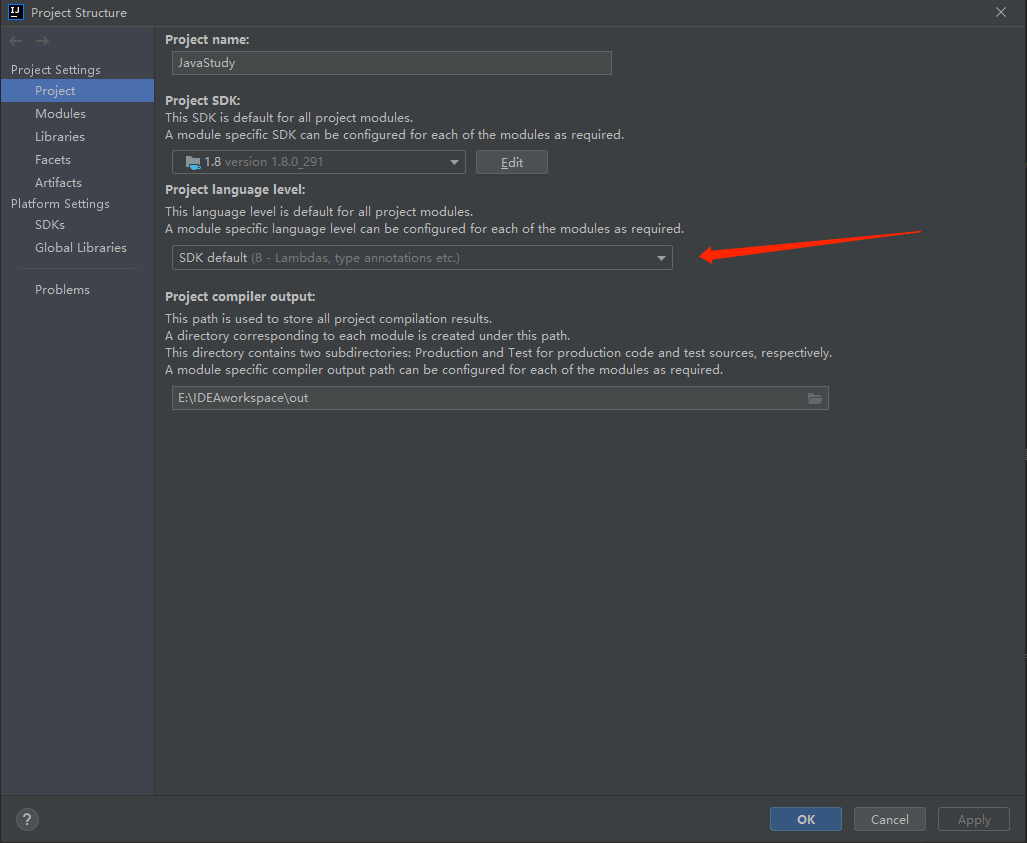 Project Structure
Project Settings
Project
Modules
Libraries
Facets
Artifacts
Platform Settings
SDKs
Global Libraries
Problems
Project name:
JavaStudy
Project SDK:
This SDK is default for all project modules.
A module specific SDK can be configured for each of the modules as required.
1.8 version 1.8.0_291
Edit
Project language level:
This language level is default for all project modules.
A module specific language level can be configured for each of the modules as required.
SDK default (8 - Lambdas, type annotations etc.)
Project compiler output:
This path is used to store all project compilation results.
A directory corresponding to each module is created under this path.
This directory contains two subdirectories: Production and Test for production code and test sources, respectively.
A module specific compiler output path can be configured for each of the modules as required.
E:\IDEAworkspace\out
?
OK
Cancel
Apply